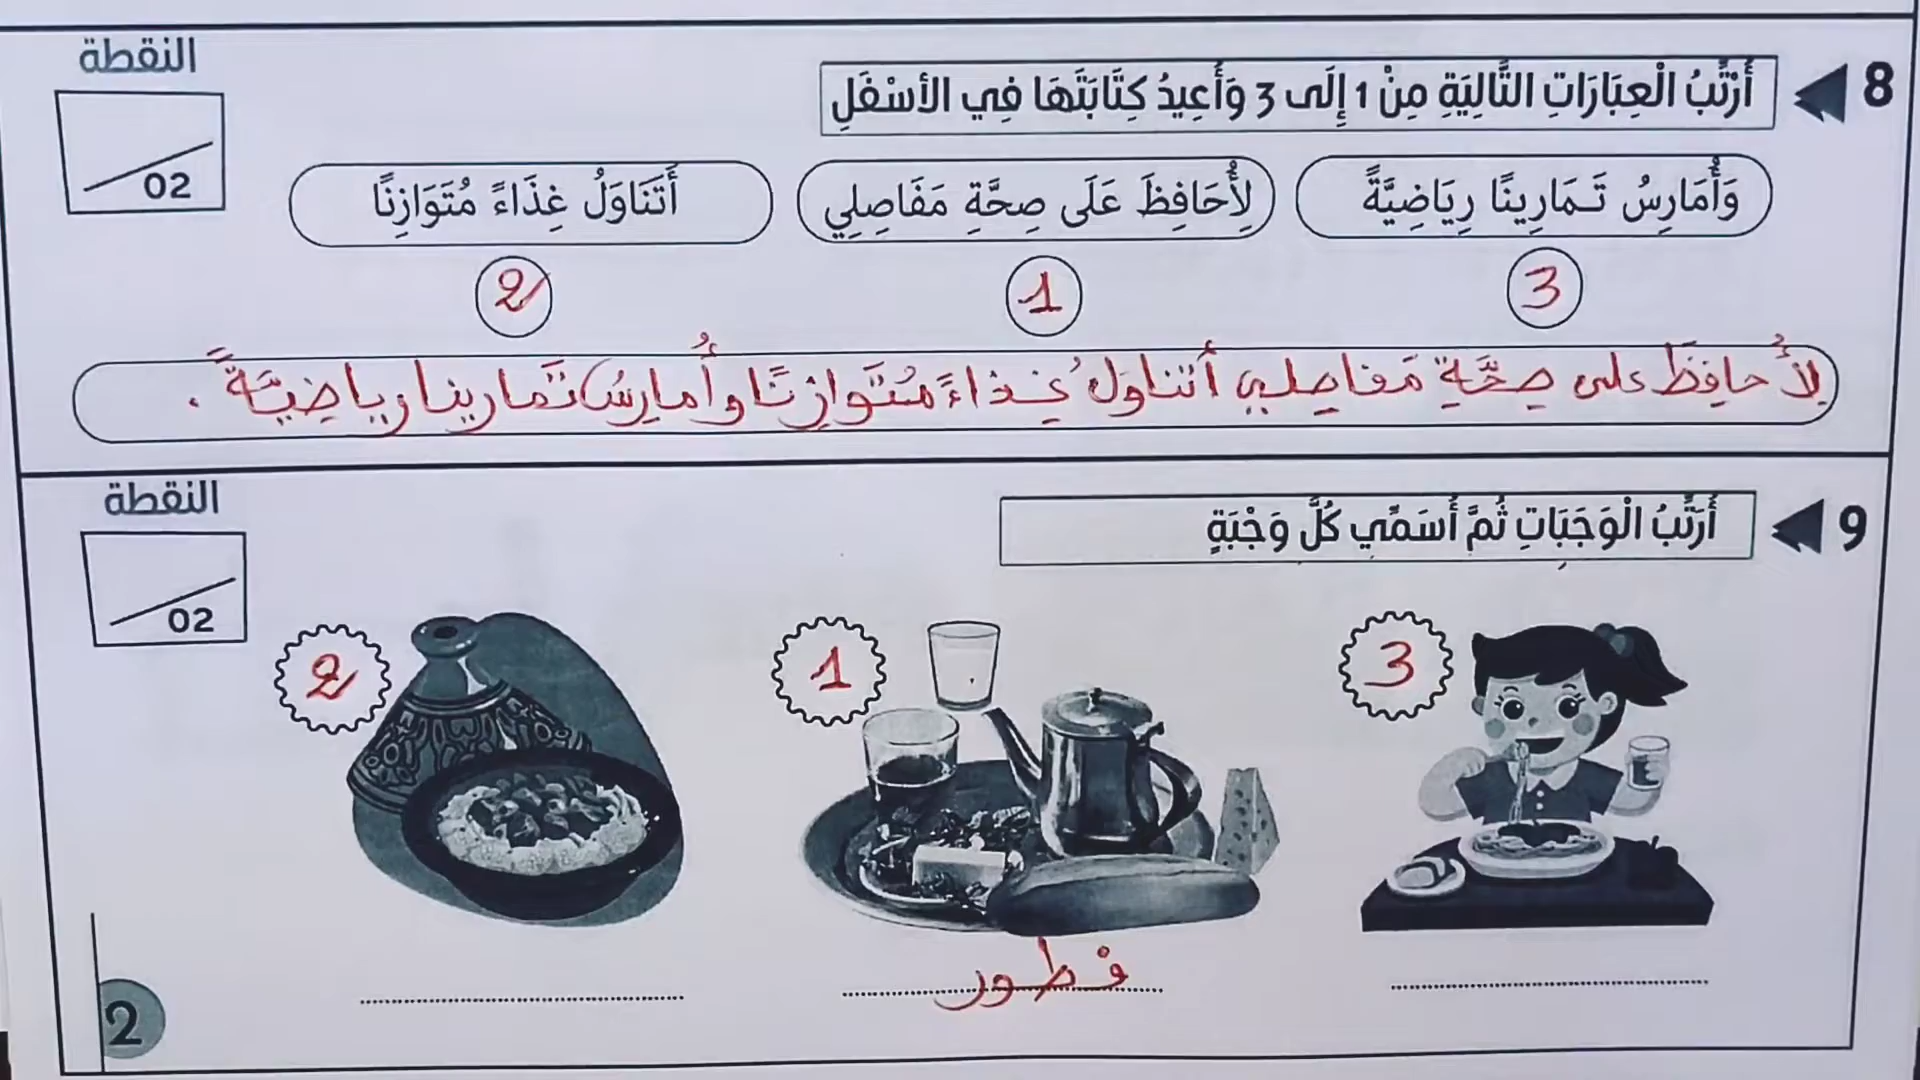 النقطة
8 أُرَتِّبُ الْعِبَارَاتِ التَّالِيَةِ مِنْ 1 إِلَى 3 وَأُعِيدُ كِتَابَتَهَا فِي الأسْفَلِ
02
وَأُمَارِسُ تَمَارِينًا رِيَاضِيَّةً
لِأُحَافِظَ عَلَى صِحَّةِ مَفَاصِلِي
أَتَنَاوَلُ غِذَاءً مُتَوَازِنًا
3
1
2
لِأُحافِظَ على صِحَّةِ مَفاصِلي أتناوَلُ غِذاءً مُتَوازِنًا وأُمارِسُ تَمارينا رياضِيَّةً.
النقطة
9 أُرَتِّبُ الْوَجَبَاتِ ثُمَّ أُسَمِّي كُلَّ وَجْبَةٍ
02
3
1
2
فطور
2